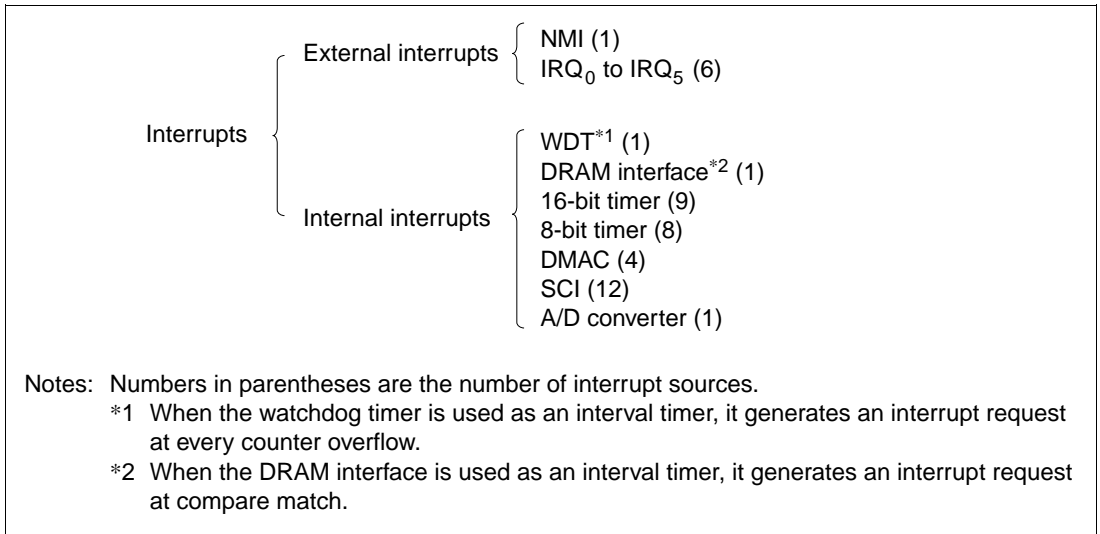 External interrupts
NMI (1)
IRQ0 to IRQ5 (6)
Interrupts
Internal interrupts
WDT*1 (1)
DRAM interface*2 (1)
16-bit timer (9)
8-bit timer (8)
DMAC (4)
SCI (12)
A/D converter (1)
Notes: Numbers in parentheses are the number of interrupt sources.
*1 When the watchdog timer is used as an interval timer, it generates an interrupt request
at every counter overflow.
*2 When the DRAM interface is used as an interval timer, it generates an interrupt request
at compare match.